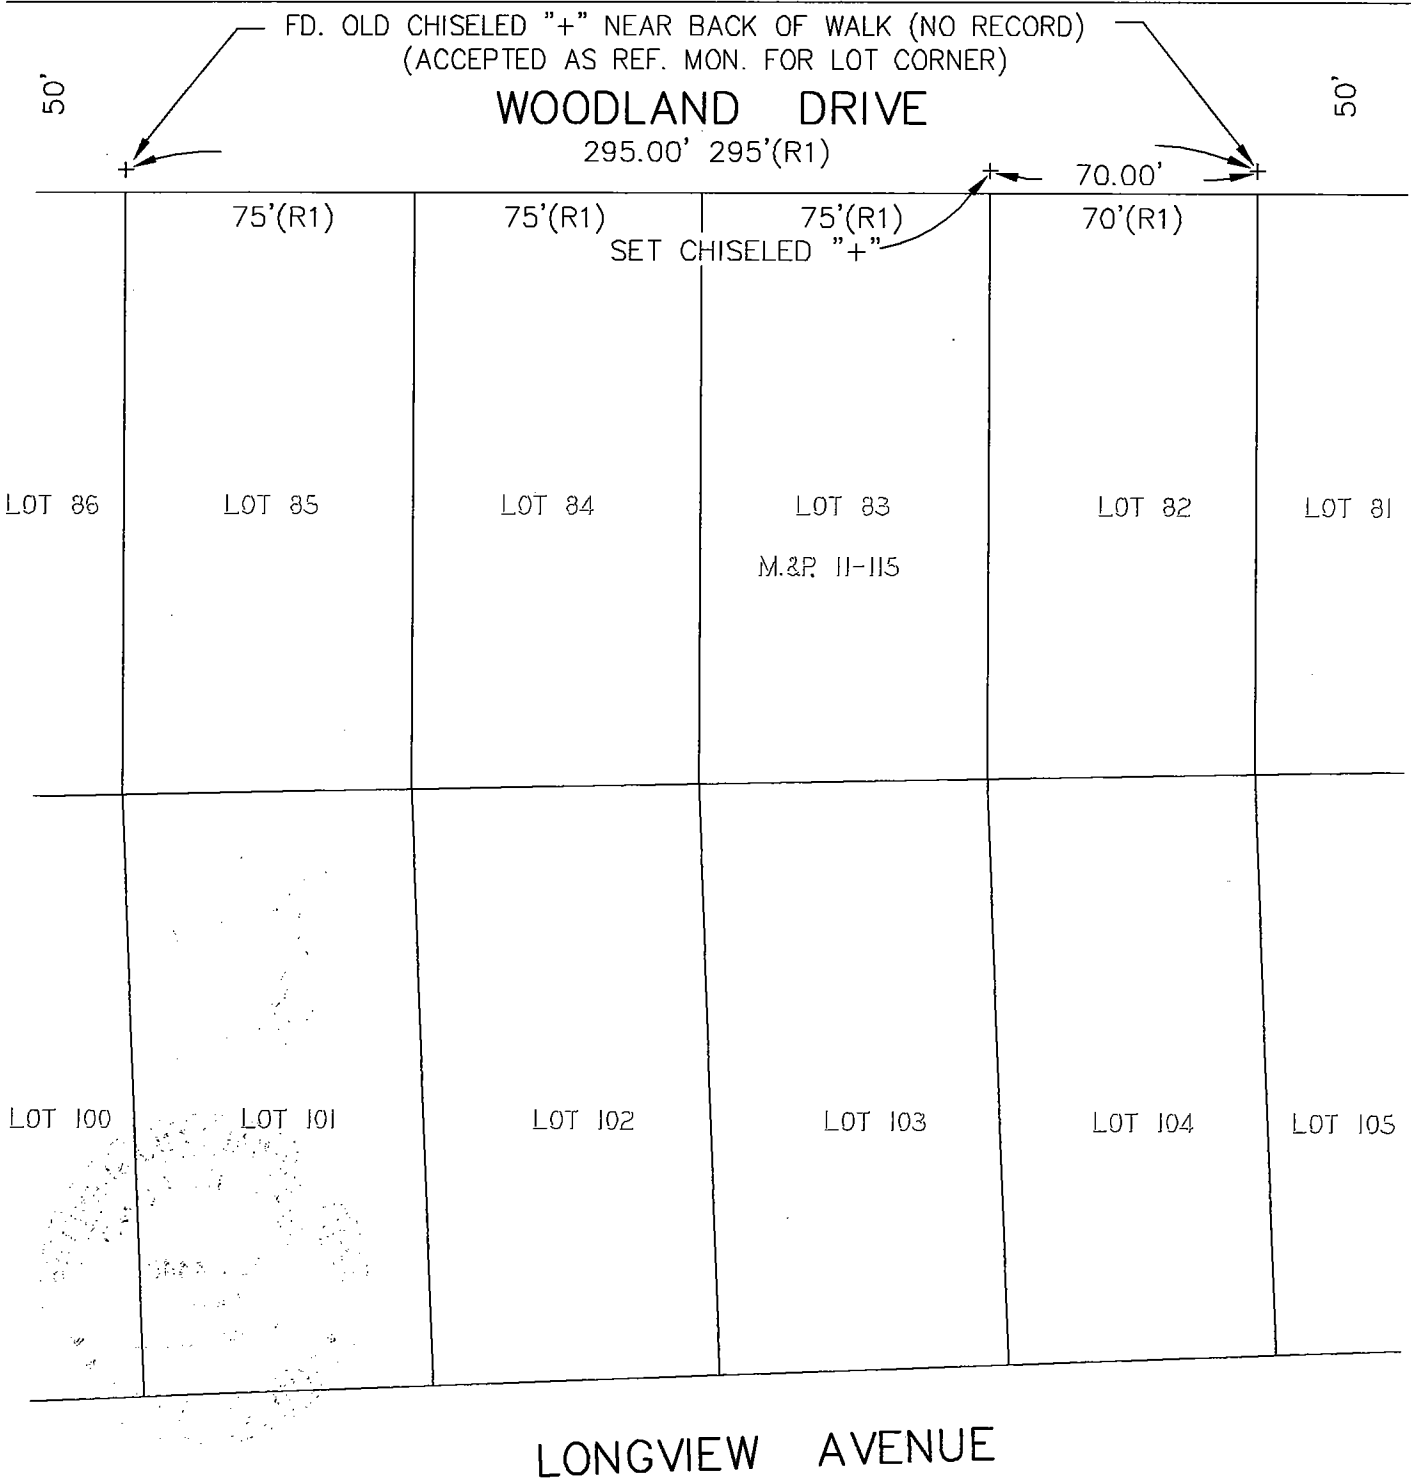 FD. OLD CHISELED "+" NEAR BACK OF WALK (NO RECORD)
(ACCEPTED AS REF. MON. FOR LOT CORNER)
50'
50'
WOODLAND DRIVE
295.00' 295'(R1)
70.00'
75'(R1) 75'(R1) 75'(R1) 70'(R1)
SET CHISELED "+"
LOT 86 LOT 85 LOT 84 LOT 83 LOT 82 LOT 81
M.&P. 11-115
LOT 100 LOT 101 LOT 102 LOT 103 LOT 104 LOT 105
LONGVIEW AVENUE